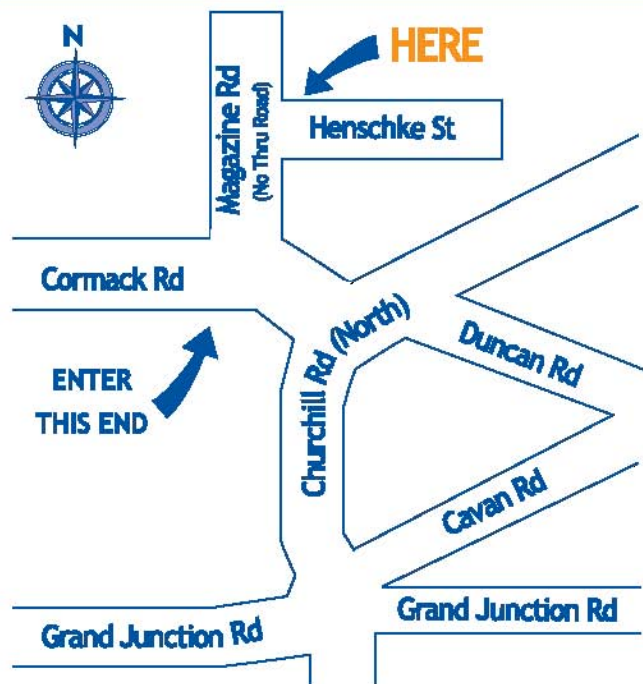 N
HERE
Magazine Rd
(No Thru Road)
Henschke St
Cormack Rd
ENTER
THIS END
Churchill Rd (North)
Duncan Rd
Cavan Rd
Grand Junction Rd
Grand Junction Rd